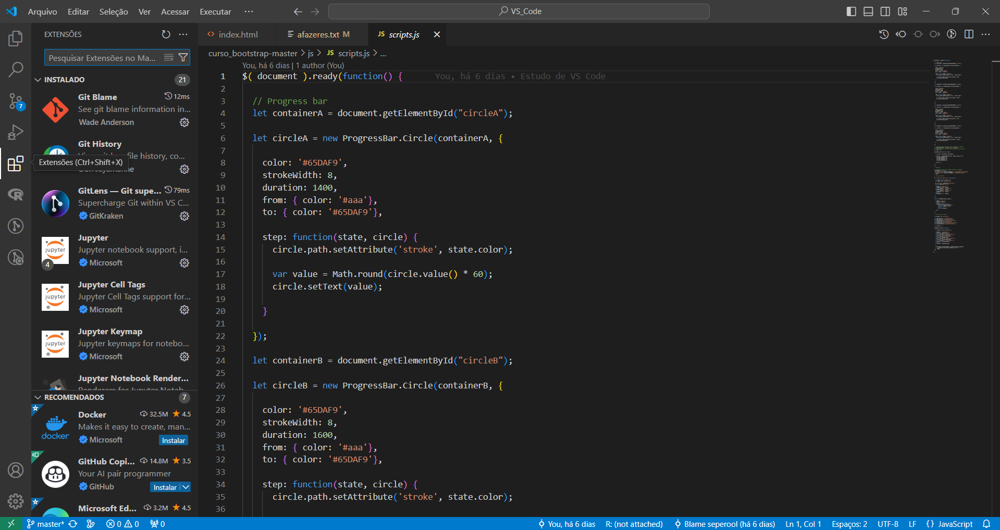 Arquivo Editar Seleção Ver Acessar Executar ···
VS_Code
EXTENSÕES
Pesquisar Extensões no Ma...
INSTALADO 21
Git Blame 12ms
See git blame information in...
Wade Anderson
Git History
file history, co...
Extensões (Ctrl+Shift+X)
GitLens — Git supe... 79ms
Supercharge Git within VS C...
GitKraken
Jupyter
Jupyter notebook support, i...
Microsoft
jupyter
4
Jupyter Cell Tags
Jupyter Cell Tags support for...
Microsoft
jupyter
Jupyter Keymap
Jupyter keymaps for notebo...
Microsoft
jupyter
Jupyter Notebook Render...
Renderers for Jupyter Noteb
RECOMENDADOS 7
Docker 32.5M 4.5
Makes it easy to create, man...
Microsoft Instalar
docker
GitHub Copi... 14.8M 3.5
Your AI pair programmer
GitHub Instalar
Microsoft Ed... 3.2M 4.5
7
index.html
afazeres.txt M
JS scripts.js
curso_bootstrap-master > js > JS scripts.js > ...
You, há 6 dias | 1 author (You)
1 $( document ).ready(function() { You, há 6 dias • Estudo de VS Code
2
3 // Progress bar
4 let containerA = document.getElementById("circleA");
5
6 let circleA = new ProgressBar.Circle(containerA, {
7
8 color: '#65DAF9',
9 strokeWidth: 8,
10 duration: 1400,
11 from: { color: '#aaa'},
12 to: { color: '#65DAF9'},
13
14 step: function(state, circle) {
15 circle.path.setAttribute('stroke', state.color);
16
17 var value = Math.round(circle.value() * 60);
18 circle.setText(value);
19
20 }
21
22 });
23
24 let containerB = document.getElementById("circleB");
25
26 let circleB = new ProgressBar.Circle(containerB, {
27
28 color: '#65DAF9',
29 strokeWidth: 8,
30 duration: 1600,
31 from: { color: '#aaa'},
32 to: { color: '#65DAF9'},
33
34 step: function(state, circle) {
35 circle.path.setAttribute('stroke', state.color);
36
master* 0 0 0 You, há 6 dias R: (not attached) Blame seperool (há 6 dias) Ln 1, Col 1 Espaços: 2 UTF-8 LF {} JavaScript